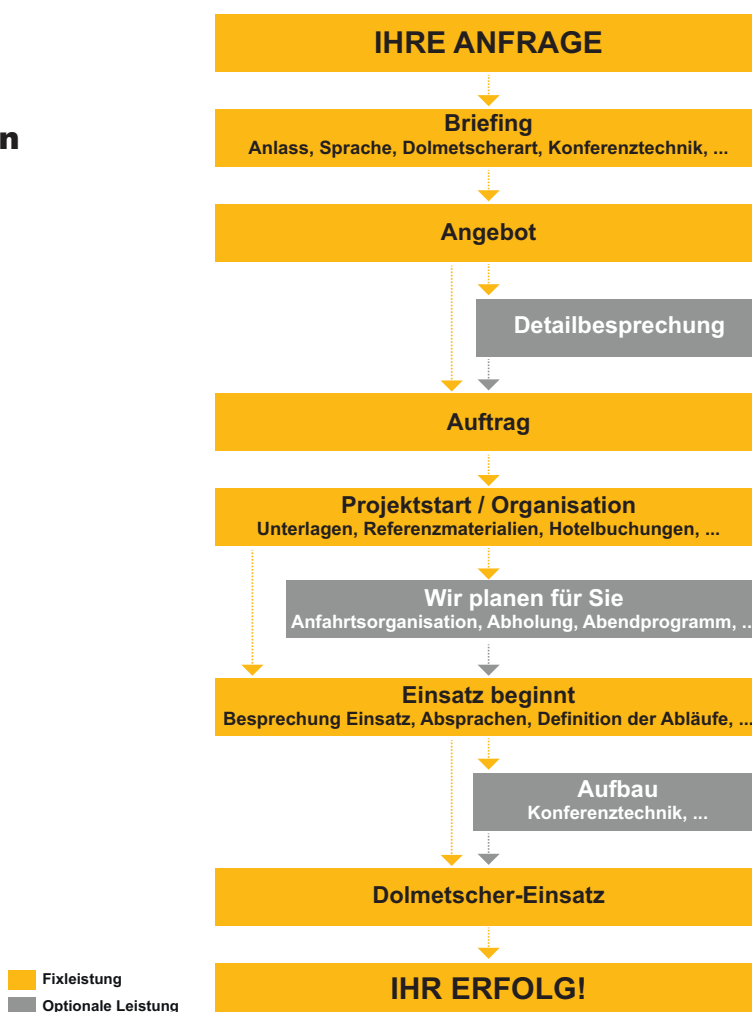 IHRE ANFRAGE
n
Briefing
Anlass, Sprache, Dolmetscherart, Konferenztechnik, ...
Angebot
Detailbesprechung
Auftrag
Projektstart / Organisation
Unterlagen, Referenzmaterialien, Hotelbuchungen, ...
Wir planen für Sie
Anfahrtsorganisation, Abholung, Abendprogramm, ..
Einsatz beginnt
Besprechung Einsatz, Absprachen, Definition der Abläufe, ...
Aufbau
Konferenztechnik, ...
Dolmetscher-Einsatz
IHR ERFOLG!
Fixleistung
Optionale Leistung